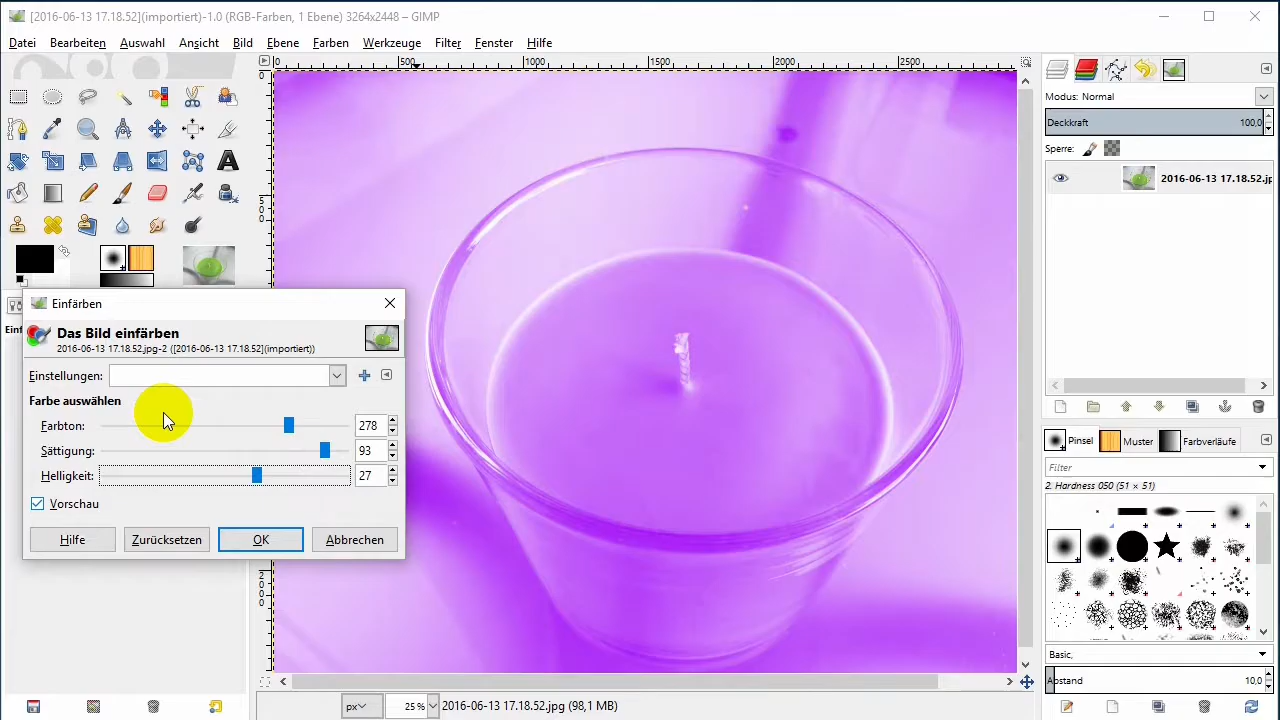 [2016-06-13 17.18.52](importiert)-1.0 (RGB-Farben, 1 Ebene) 3264x2448 – GIMP
Datei Bearbeiten Auswahl Ansicht Bild Ebene Farben Werkzeuge Filter Fenster Hilfe
0 500 1000 1500 2000 2500
Modus: Normal
Deckkraft 100,0
Sperre:
2016-06-13 17.18.52.jp
0
500
Einfärben
Das Bild einfärben
2016-06-13 17.18.52.jpg-2 ([2016-06-13 17.18.52](importiert))
Einstellungen:
Farbe auswählen
Farbton: 278
Sättigung: 93
Helligkeit: 27
Vorschau
Hilfe Zurücksetzen OK Abbrechen
2000
Pinsel Muster Farbverläufe
Filter
2. Hardness 050 (51 × 51)
Basic,
Abstand 10,0
px 25 % 2016-06-13 17.18.52.jpg (98,1 MB)